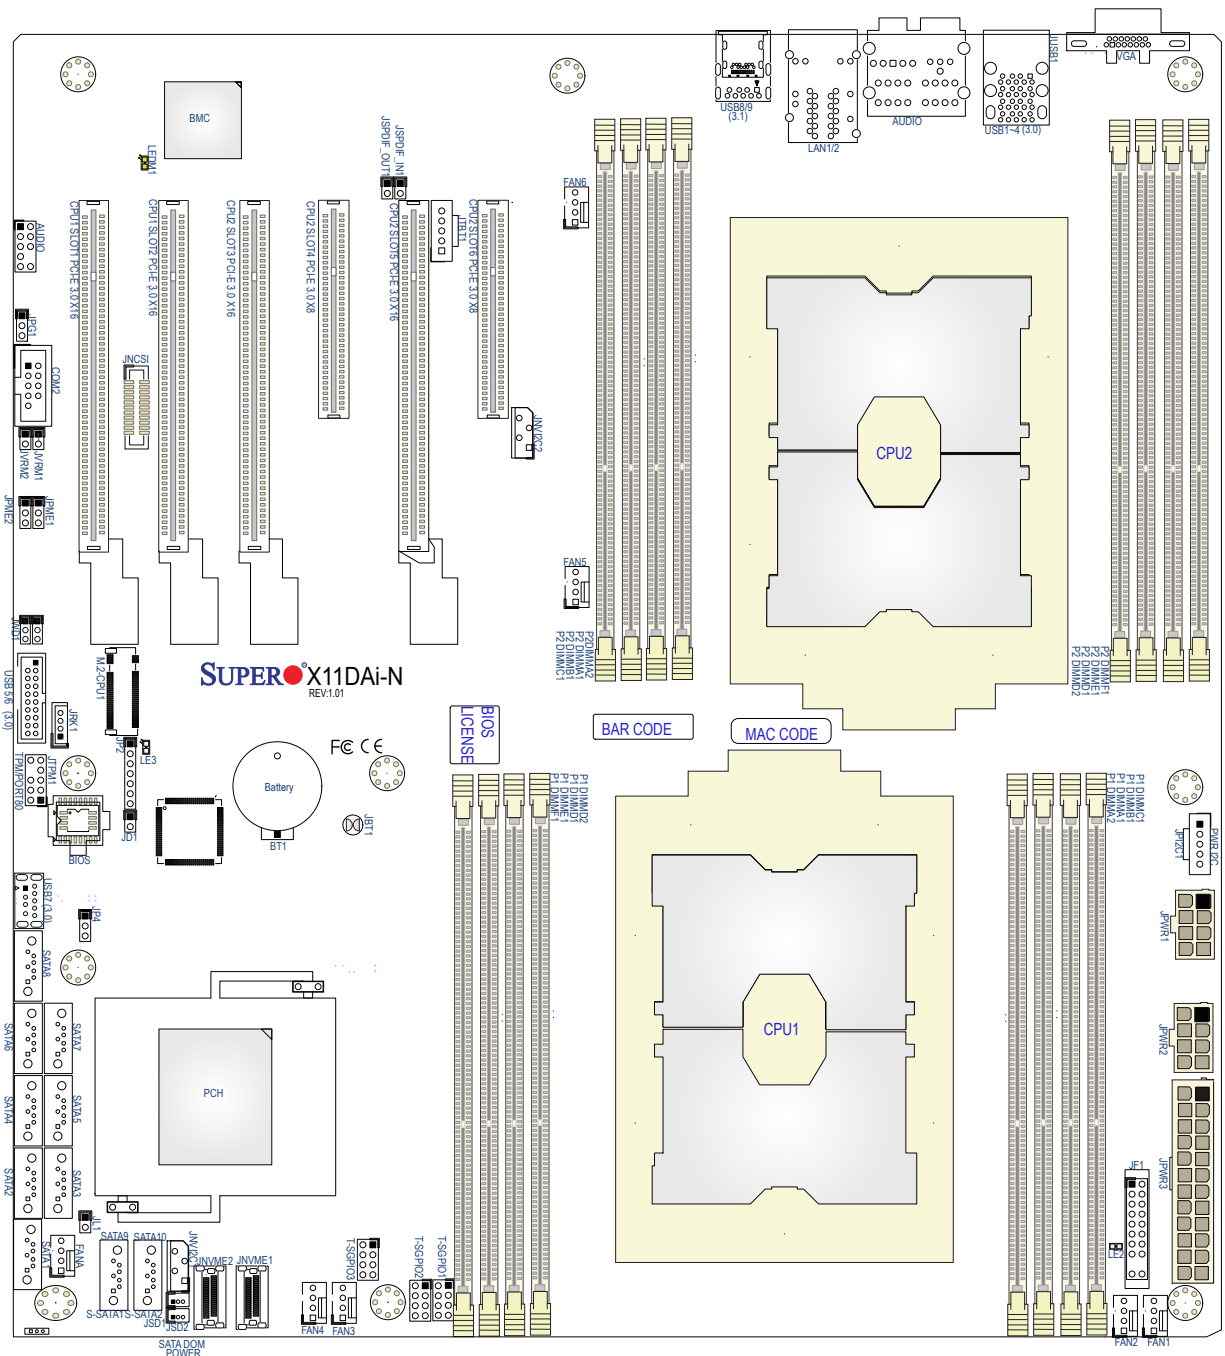 USB8/9
(3.1)
LAN1/2
AUDIO
USB1~4 (3.0)
JUSB1
VGA
BMC
LEDM1
JSPDIF_OUT1
JSPDIF_IN1
FAN6
AUDIO
CPU1 SLOT1 PCI-E 3.0 X16
CPU1 SLOT2 PCI-E 3.0 X16
CPU2 SLOT3 PCI-E 3.0 X16
CPU2 SLOT4 PCI-E 3.0 X8
CPU2 SLOT5 PCI-E 3.0 X16
JTBT1
CPU2 SLOT6 PCI-E 3.0 X8
JPG1
JNCSI
COM2
JNVI2C2
CPU2
JVRM2
JVRM1
JPME2
JPME1
FAN5
JWD1
P2 DIMMC1
P2 DIMMB1
P2 DIMMA1
P2 DIMMA2
P2 DIMMD2
P2 DIMMD1
P2 DIMME1
P2 DIMMF1
USB 5/6 (3.0)
JRK1
M.2-CPU1
SUPER X11DAi-N
REV:1.01
BIOS
LICENSE
BAR CODE
MAC CODE
FC CE
JP2
LE3
TPM/PORT80
JTPM1
Battery
BT1
JBT1
JD1
BIOS
P1 DIMMF1
P1 DIMME1
P1 DIMMD1
P1 DIMMD2
P1 DIMMA2
P1 DIMMA1
P1 DIMMB1
P1 DIMMC1
JPI2C1
PWR I2C
USB7 (3.0)
JP4
JPWR1
SATA8
SATA6
SATA7
CPU1
JPWR2
PCH
SATA4
SATA5
SATA2
SATA3
JF1
JPWR3
JL1
SATA1
FANA
SATA9
SATA10
JNVME2
JNVME1
T-SGPIO3
T-SGPIO2
T-SGPIO1
LE2
S-SATA1
S-SATA2
JSD1
JSD2
SATA DOM
POWER
FAN4
FAN3
FAN2
FAN1